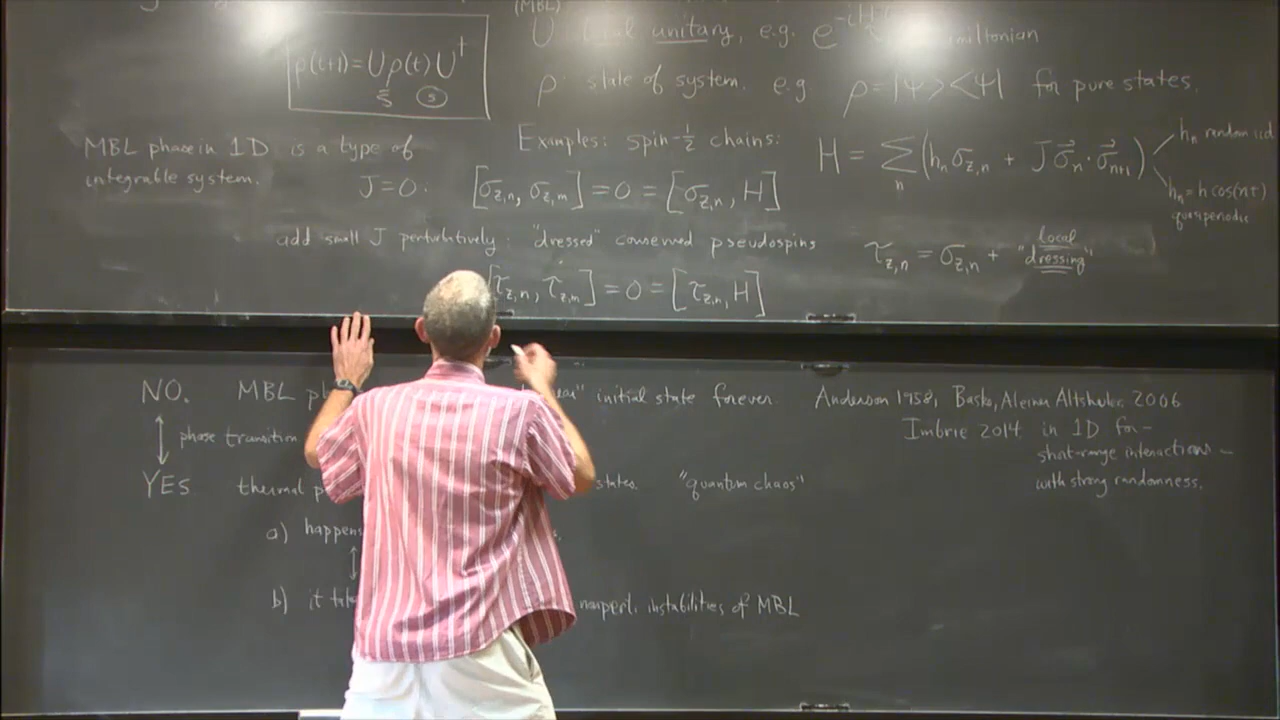 (MBL)
U unitary, e.g. e^{-iH
ρ(t+1) = Uρ(t)U†
ρ state of system. e.g. ρ = |Ψ><Ψ| for pure states.
MBL phase in 1D is a type of
integrable system.
Examples: spin-½ chains: H = Σ_n (h_n σ_{z,n} + J σ⃗_n · σ⃗_{n+1})
h_n random iid
h_n = h cos(nτ)
quasiperiodic
J = 0. [σ_{z,n}, σ_{z,m}] = 0 = [σ_{z,n}, H]
add small J perturbatively: "dressed" conserved pseudospins
τ_{z,n} = σ_{z,n} + "local
dressing"
[τ_{z,n}, τ_{z,m}] = 0 = [τ_{z,n}, H]
NO. MBL initial state forever. Anderson 1958, Basko, Aleiner Altshuler 2006
Imbrie 2014 in 1D for
short-range interactions
with strong randomness.
phase transition
YES thermal states. "quantum chaos"
a) happens
b) it nonpert. instabilities of MBL